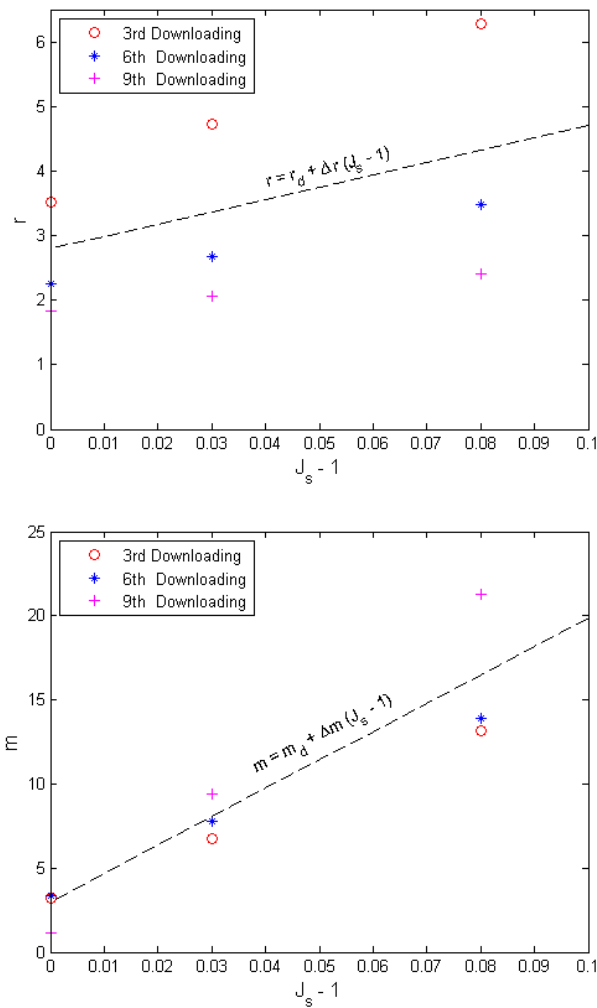 6
5
4
3
2
1
0
r
3rd Downloading
6th Downloading
9th Downloading
r = r_d + Δr (J_s - 1)
0 0.01 0.02 0.03 0.04 0.05 0.06 0.07 0.08 0.09 0.1
J_s - 1
25
20
15
10
5
0
m
3rd Downloading
6th Downloading
9th Downloading
m = m_d + Δm (J_s - 1)
0 0.01 0.02 0.03 0.04 0.05 0.06 0.07 0.08 0.09 0.1
J_s - 1